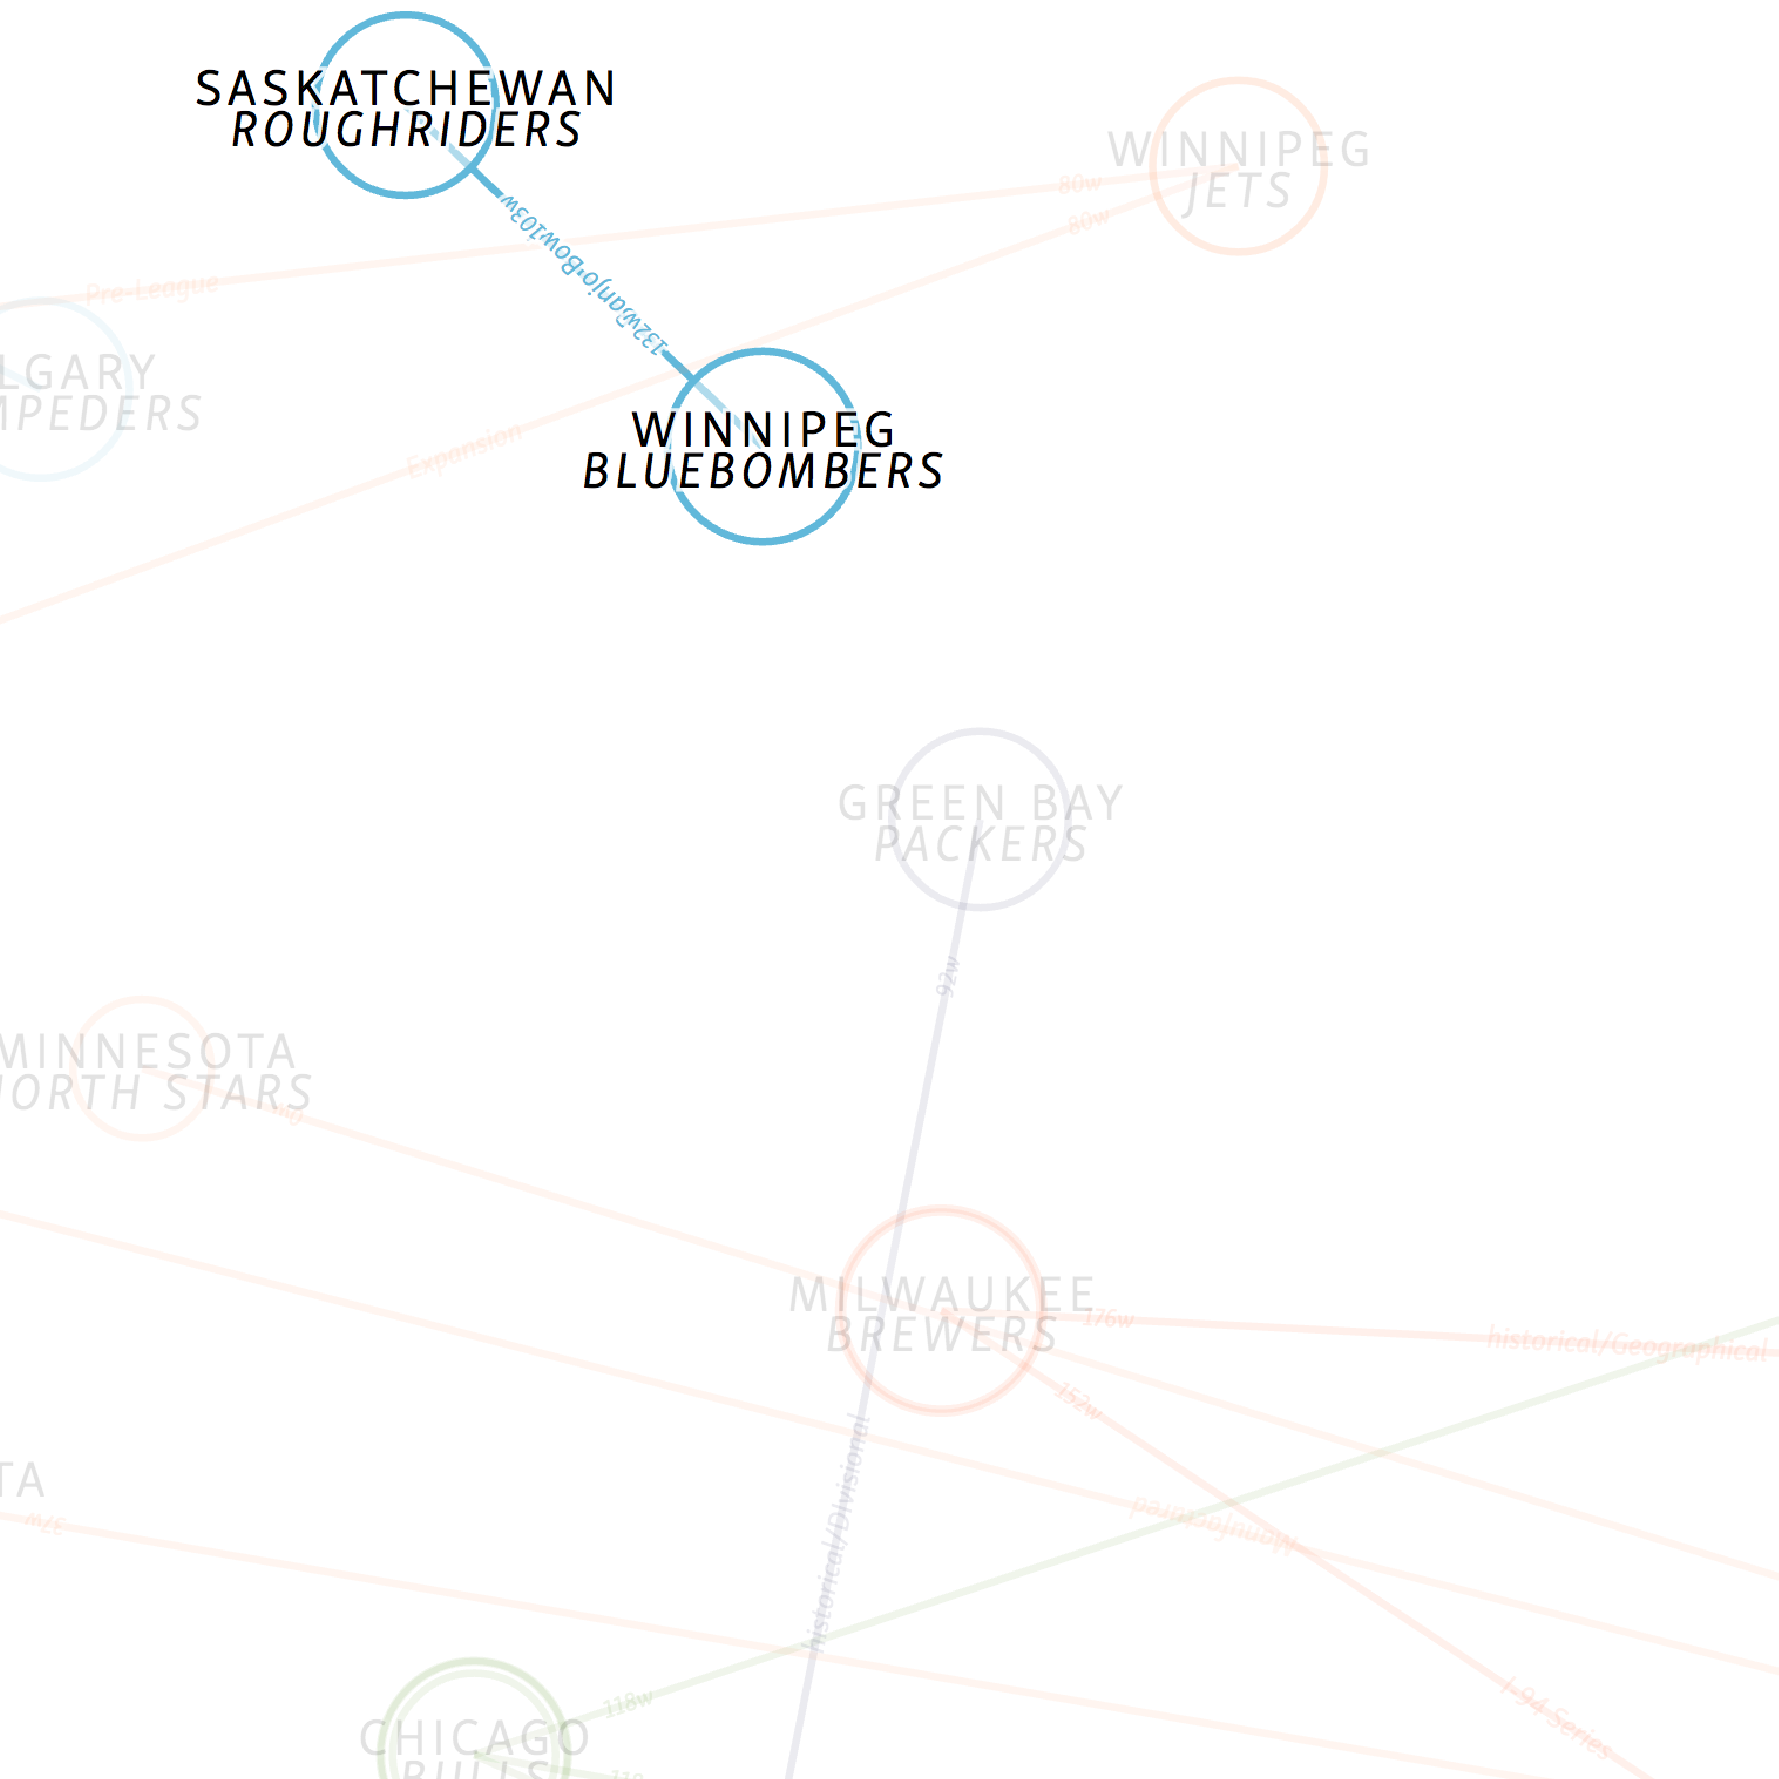 SASKATCHEWAN
ROUGHRIDERS
WINNIPEG
JETS
80w
80w
103w
Banjo Bowl
132w
Pre-League
LGARY
MPEDERS
WINNIPEG
BLUEBOMBERS
Expansion
GREEN BAY
PACKERS
92w
MINNESOTA
ORTH STARS
MILWAUKEE
BREWERS
176w
historical/Geographical
152w
historical/Divisional
TA
37w
Manufactured
118w
I-94 Series
CHICAGO
BULLS